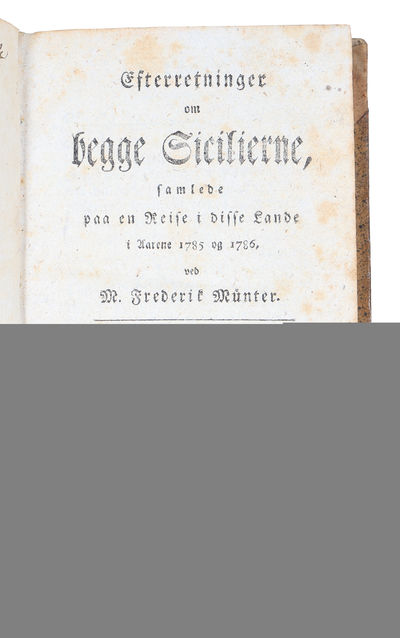 Efterretninger
om
begge Sicilierne,
samlede
paa en Reise i disse Lande
i Aarene 1785 og 1786,
ved
M. Frederik Münter.